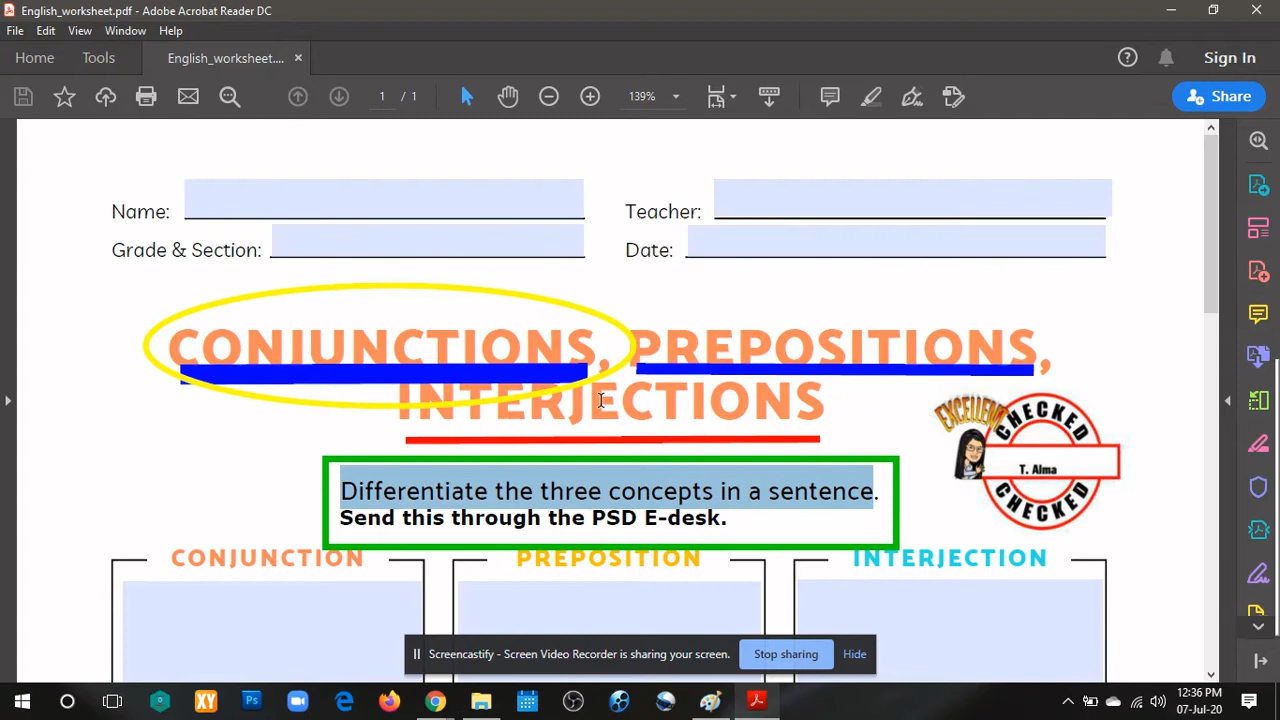 English_worksheet.pdf - Adobe Acrobat Reader DC
File Edit View Window Help
Home Tools English_worksheet.... Sign In
1 / 1 139% Share
Name: Teacher:
Grade & Section: Date:
CONJUNCTIONS, PREPOSITIONS,
INTERJECTIONS
EXCELLENT
CHECKED
T. Alma
CHECKED
Differentiate the three concepts in a sentence.
Send this through the PSD E-desk.
CONJUNCTION PREPOSITION INTERJECTION
Screencastify - Screen Video Recorder is sharing your screen. Stop sharing Hide
XY Ps 12:36 PM
07-Jul-20